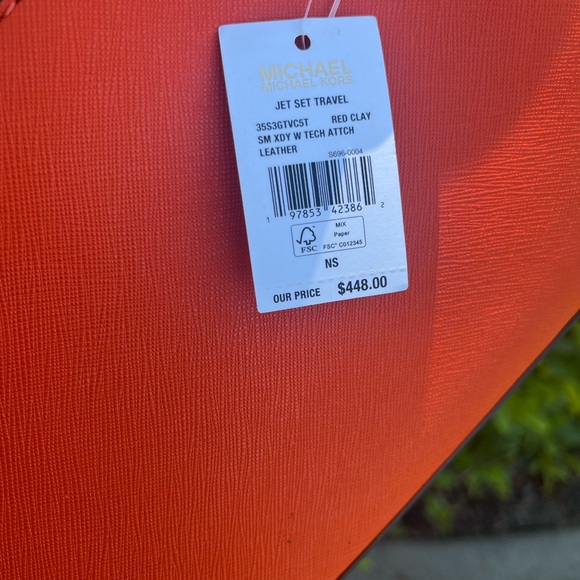 MICHAEL
MICHAEL KORS
JET SET TRAVEL
35S3GTVC5T RED CLAY
SM XDY W TECH ATTCH
LEATHER
S696-0004
1 97853 42386 2
MIX
Paper
FSC FSC™ C012345
NS
OUR PRICE $448.00